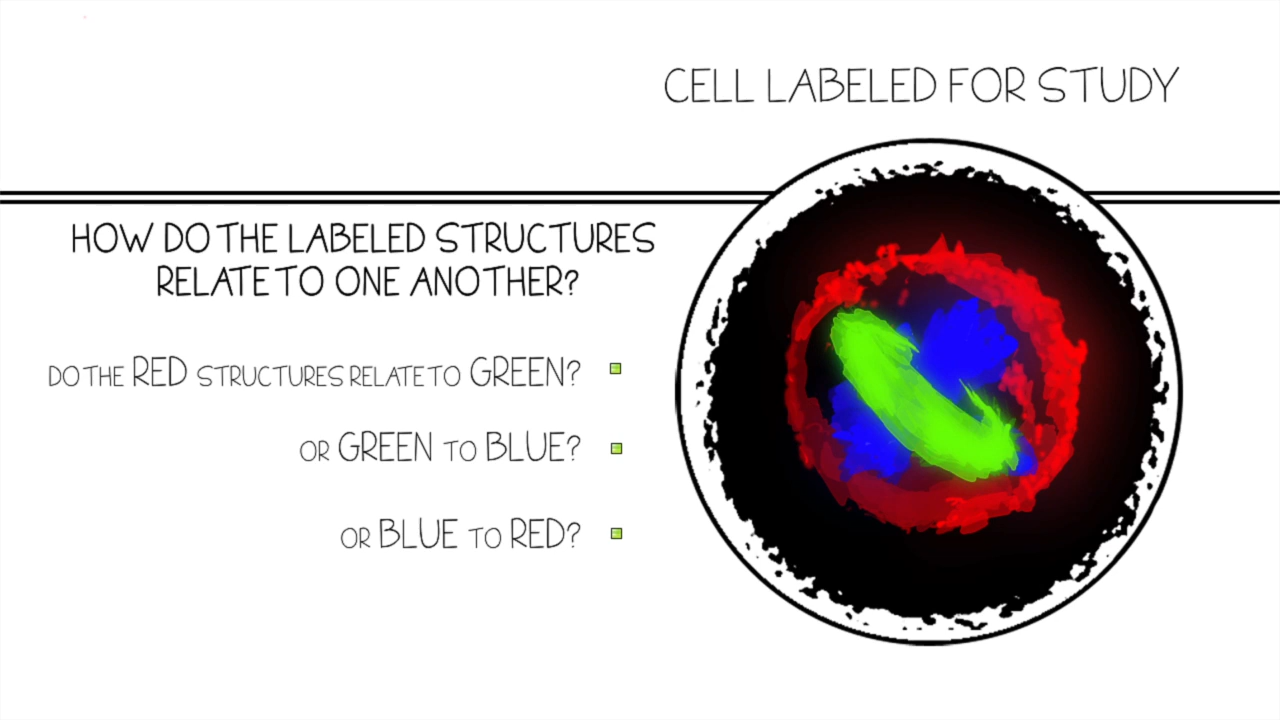 CELL LABELED FOR STUDY
HOW DO THE LABELED STRUCTURES
RELATE TO ONE ANOTHER?
DO THE RED STRUCTURES RELATE TO GREEN?
OR GREEN TO BLUE?
OR BLUE TO RED?